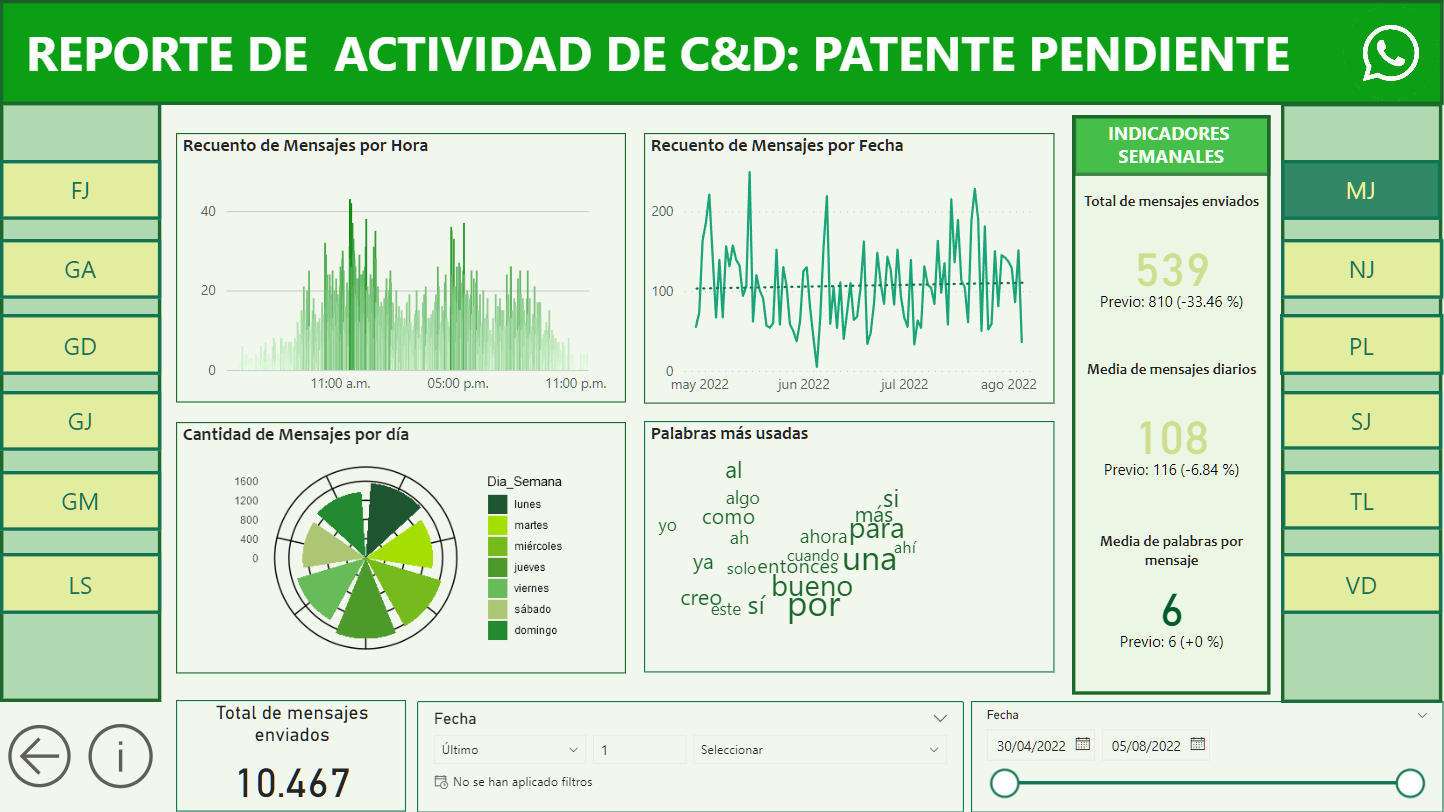 REPORTE DE  ACTIVIDAD DE C&D: PATENTE PENDIENTE
FJ
GA
GD
GJ
GM
LS
Recuento de Mensajes por Hora
40
20
0
11:00 a.m.
05:00 p.m.
11:00 p.m.
Recuento de Mensajes por Fecha
200
100
0
may 2022
jun 2022
jul 2022
ago 2022
Cantidad de Mensajes por día
1600
1200
800
400
0
Dia_Semana
lunes
martes
miércoles
jueves
viernes
sábado
domingo
Palabras más usadas
al
algo
si
yo
como
más
para
ah
ahora
ahí
ya
cuando
una
solo
entonces
bueno
creo
este
sí
por
INDICADORES
SEMANALES
Total de mensajes enviados
539
Previo: 810 (-33.46 %)
Media de mensajes diarios
108
Previo: 116 (-6.84 %)
Media de palabras por
mensaje
6
Previo: 6 (+0 %)
MJ
NJ
PL
SJ
TL
VD
Total de mensajes
enviados
10.467
Fecha
Último
1
Seleccionar
No se han aplicado filtros
Fecha
30/04/2022
05/08/2022